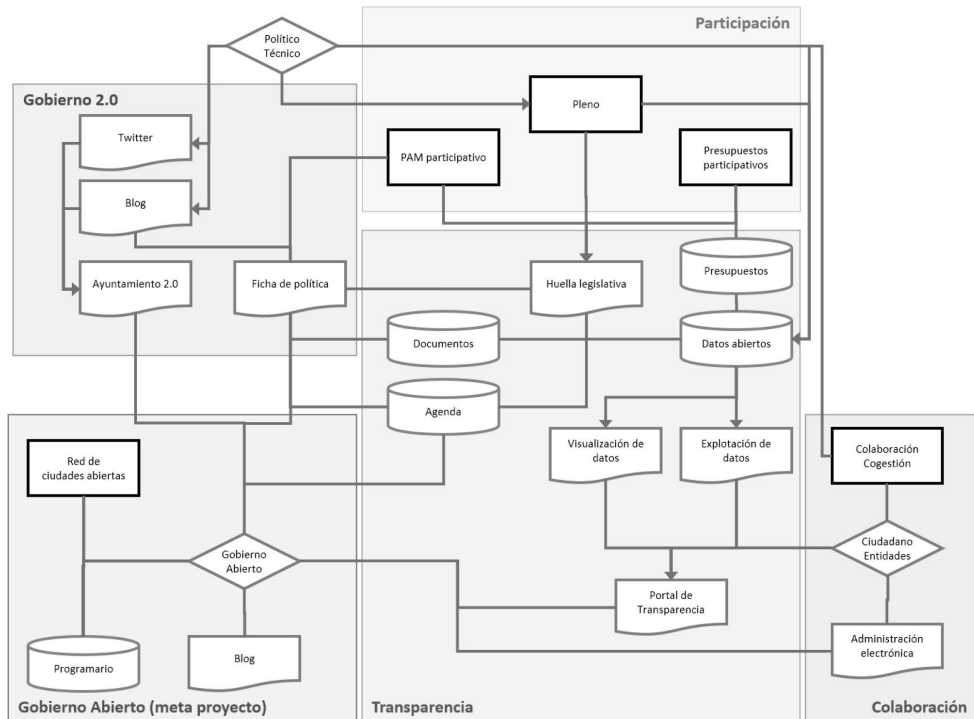 Participación
Político
Técnico
Gobierno 2.0
Pleno
Twitter
PAM participativo
Presupuestos
participativos
Blog
Presupuestos
Ayuntamiento 2.0
Ficha de política
Huella legislativa
Documentos
Datos abiertos
Agenda
Red de
ciudades abiertas
Visualización de
datos
Explotación de
datos
Colaboración
Cogestión
Gobierno
Abierto
Ciudadano
Entidades
Portal de
Transparencia
Programario
Blog
Administración
electrónica
Gobierno Abierto (meta proyecto)
Transparencia
Colaboración